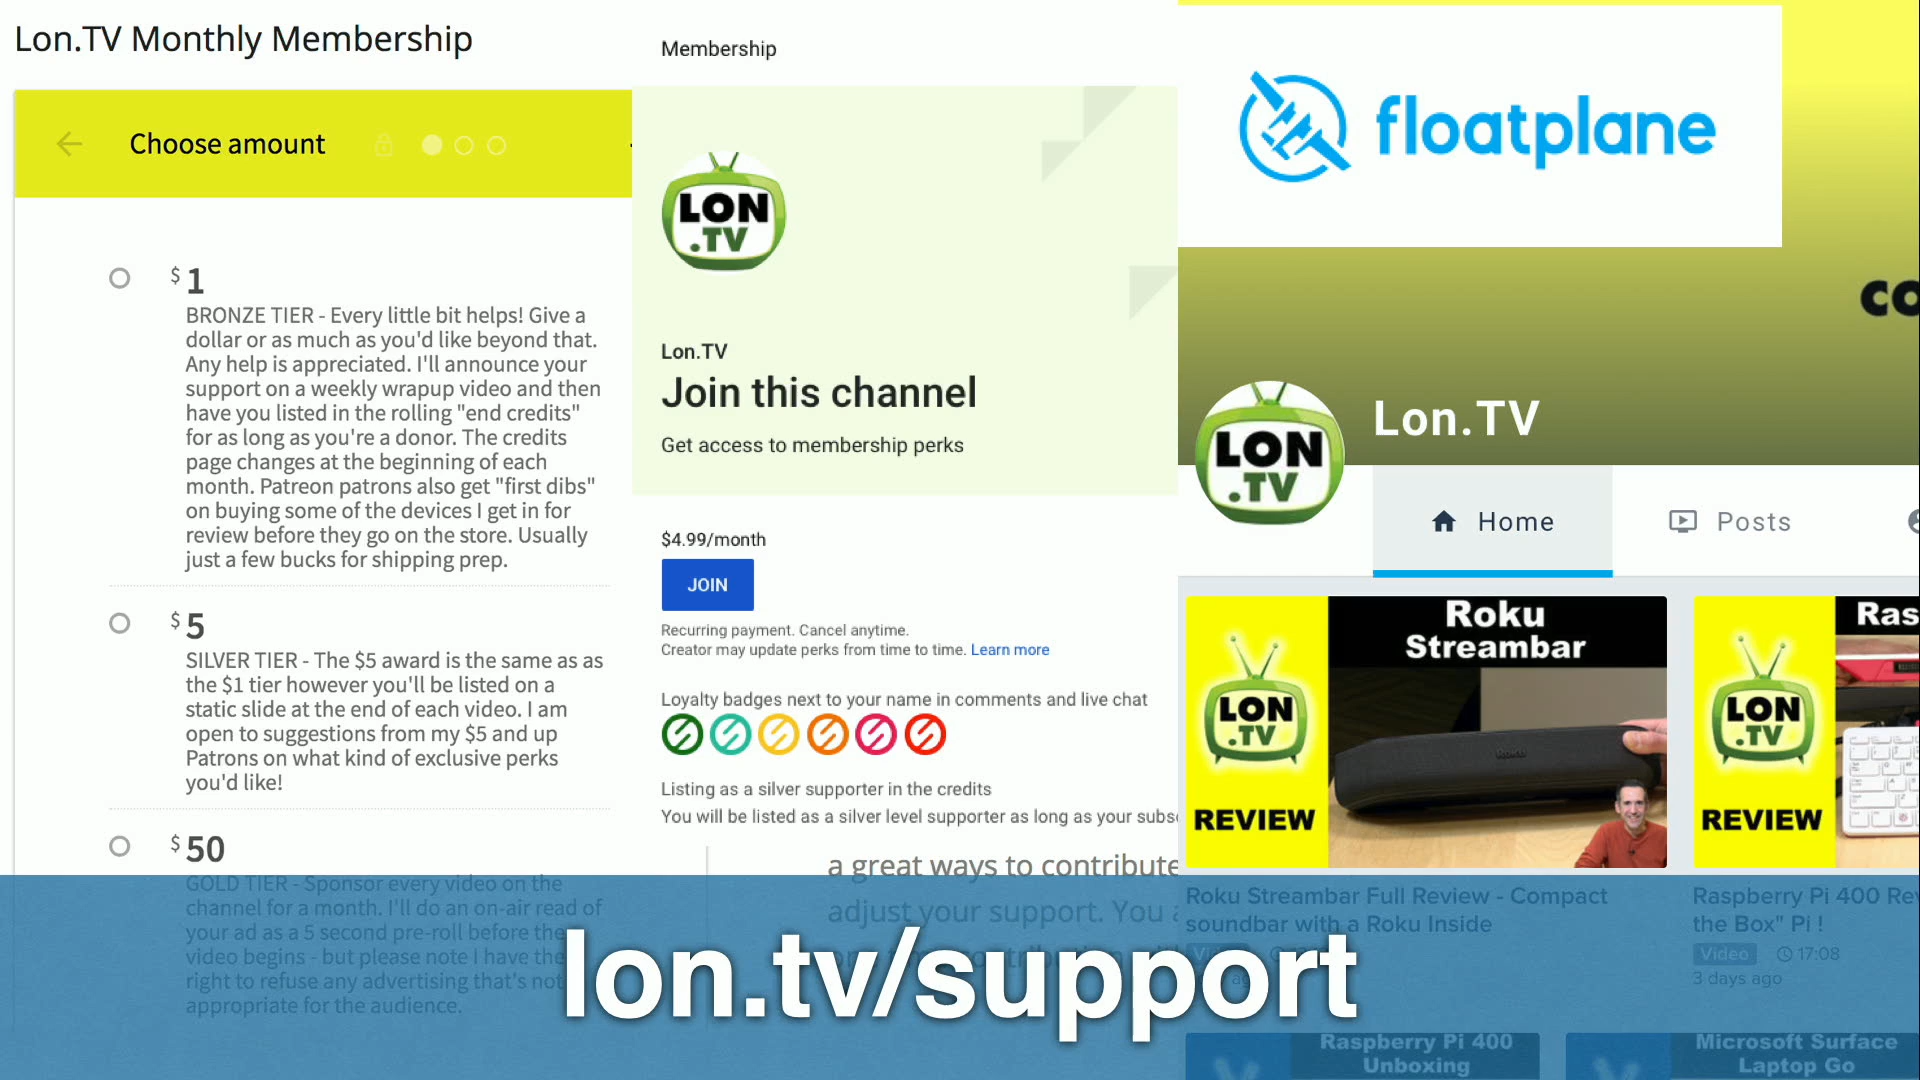 Lon.TV Monthly Membership
Choose amount
$1
BRONZE TIER - Every little bit helps! Give a
dollar or as much as you'd like beyond that.
Any help is appreciated. I'll announce your
support on a weekly wrapup video and then
have you listed in the rolling "end credits"
for as long as you're a donor. The credits
page changes at the beginning of each
month. Patreon patrons also get "first dibs"
on buying some of the devices I get in for
review before they go on the store. Usually
just a few bucks for shipping prep.
$5
SILVER TIER - The $5 award is the same as as
the $1 tier however you'll be listed on a
static slide at the end of each video. I am
open to suggestions from my $5 and up
Patrons on what kind of exclusive perks
you'd like!
$50
GOLD TIER - Sponsor every video on the
channel for a month. I'll do an on-air read of
your ad as a 5 second pre-roll before the
video begins - but please note I have the
right to refuse any advertising that's not
appropriate for the audience.
Membership
LON
.TV
Lon.TV
Join this channel
Get access to membership perks
$4.99/month
JOIN
Recurring payment. Cancel anytime.
Creator may update perks from time to time. Learn more
Loyalty badges next to your name in comments and live chat
Listing as a silver supporter in the credits
You will be listed as a silver level supporter as long as your subs
a great ways to contribute
adjust your support. You a
floatplane
CO
LON
.TV
Lon.TV
Home
Posts
LON
.TV
REVIEW
Roku
Streambar
Roku Streambar Full Review - Compact
soundbar with a Roku Inside
LON
.TV
REVIEW
Ras
Raspberry Pi 400 Re
the Box" Pi !
Video 17:08
3 days ago
Raspberry Pi 400
Unboxing
Microsoft Surface
Laptop Go
lon.tv/support